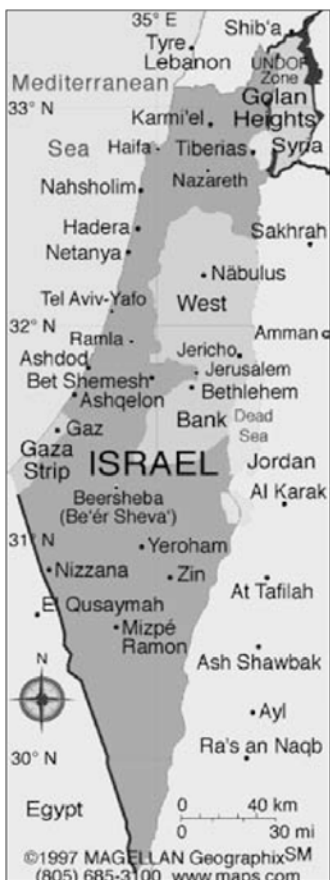 35° E
Shib'a
Tyre
Lebanon
UNDOF
Zone
Mediterranean
33° N
Golan
Heights
Karmi'el
Sea
Haifa
Tiberias
Syria
Nazareth
Nahsholim
Hadera
Sakhrah
Netanya
Näbulus
Tel Aviv-Yafo
West
32° N
Amman
Ramla
Jericho
Ashdod
Jerusalem
Bet Shemesh
Bethlehem
Ashqelon
Bank
Dead
Sea
Gaz
Gaza
Strip
ISRAEL
Jordan
Beersheba
(Be'ér Sheva')
Al Karak
31° N
Yeroham
Nizzana
Zin
At Tafilah
El Qusaymah
Mizpé
Ramon
N
Ash Shawbak
Ayl
Ra's an Naqb
30° N
Egypt
0 40 km
0 30 mi
©1997 MAGELLAN Geographix SM
(805) 685-3100 www.maps.com